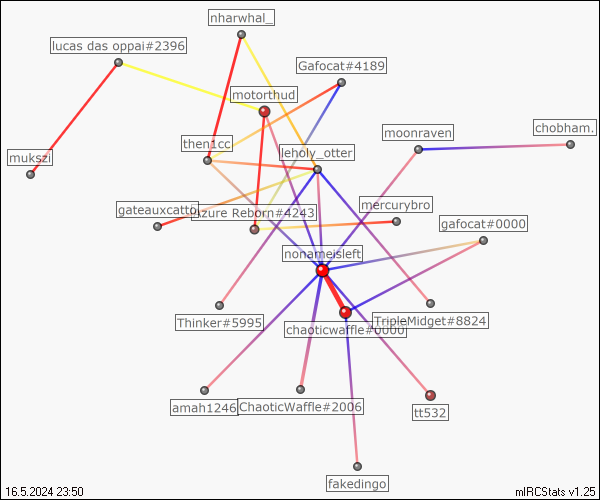 nharwhal_
lucas das oppai#2396
Gafocat#4189
motorthud
chobham.
moonraven
then1cc
leholy_otter
mukszi
mercurybro
gateauxcatto
Azure Reborn#4243
gafocat#0000
nonameisleft
Thinker#5995
TripleMidget#8824
chaoticwaffle#0000
amah1246
ChaoticWaffle#2006
tt532
fakedingo
16.5.2024 23:50
mIRCStats v1.25